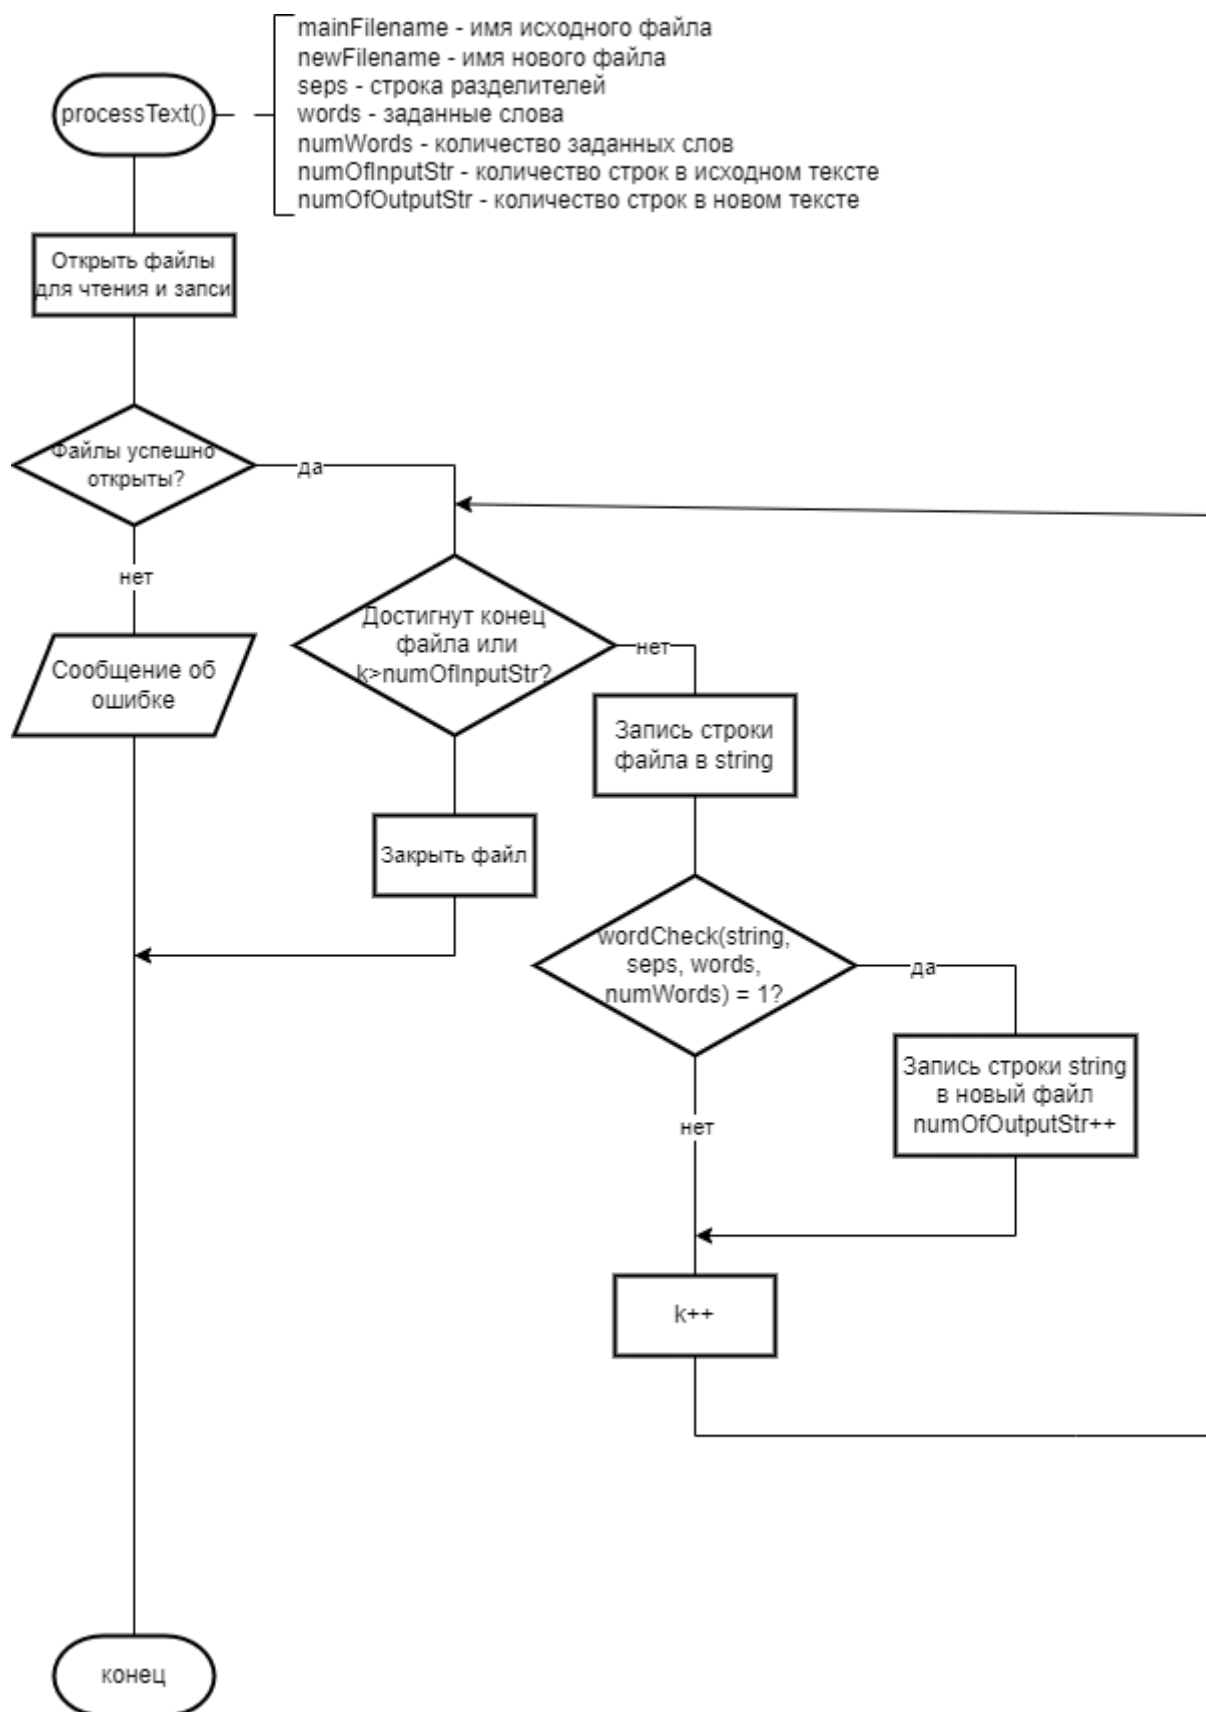 mainFilename - имя исходного файла
newFilename - имя нового файла
seps - строка разделителей
words - заданные слова
numWords - количество заданных слов
numOfInputStr - количество строк в исходном тексте
numOfOutputStr - количество строк в новом тексте
processText()
Открыть файлы
для чтения и запси
Файлы успешно
открыты?
да
нет
Сообщение об
ошибке
Достигнут конец
файла или
k>numOfInputStr?
нет
Запись строки
файла в string
Закрыть файл
wordCheck(string,
seps, words,
numWords) = 1?
да
Запись строки string
в новый файл
numOfOutputStr++
нет
k++
конец